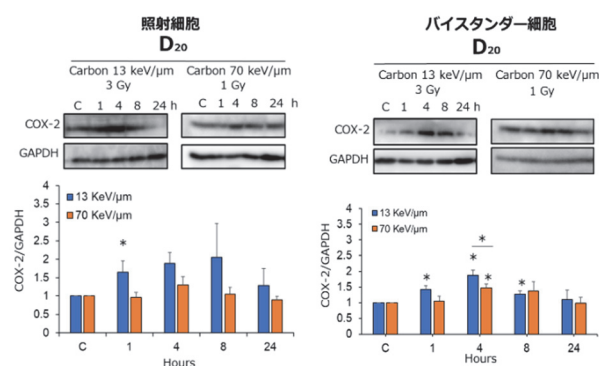 照射細胞
D20
Carbon 13 keV/μm
3 Gy
Carbon 70 keV/μm
1 Gy
C 1 4 8 24 h
C 1 4 8 24 h
COX-2
GAPDH
COX-2/GAPDH
4
3.5
3
2.5
2
1.5
1
0.5
0
13 KeV/μm
70 KeV/μm
*
C 1 4 8 24
Hours
バイスタンダー細胞
D20
Carbon 13 keV/μm
3 Gy
Carbon 70 keV/μm
1 Gy
C 1 4 8 24 h
COX-2
GAPDH
COX-2/GAPDH
4
3.5
3
2.5
2
1.5
1
0.5
0
13 KeV/μm
70 KeV/μm
*
*
* * *
C 1 4 8 24
Hours